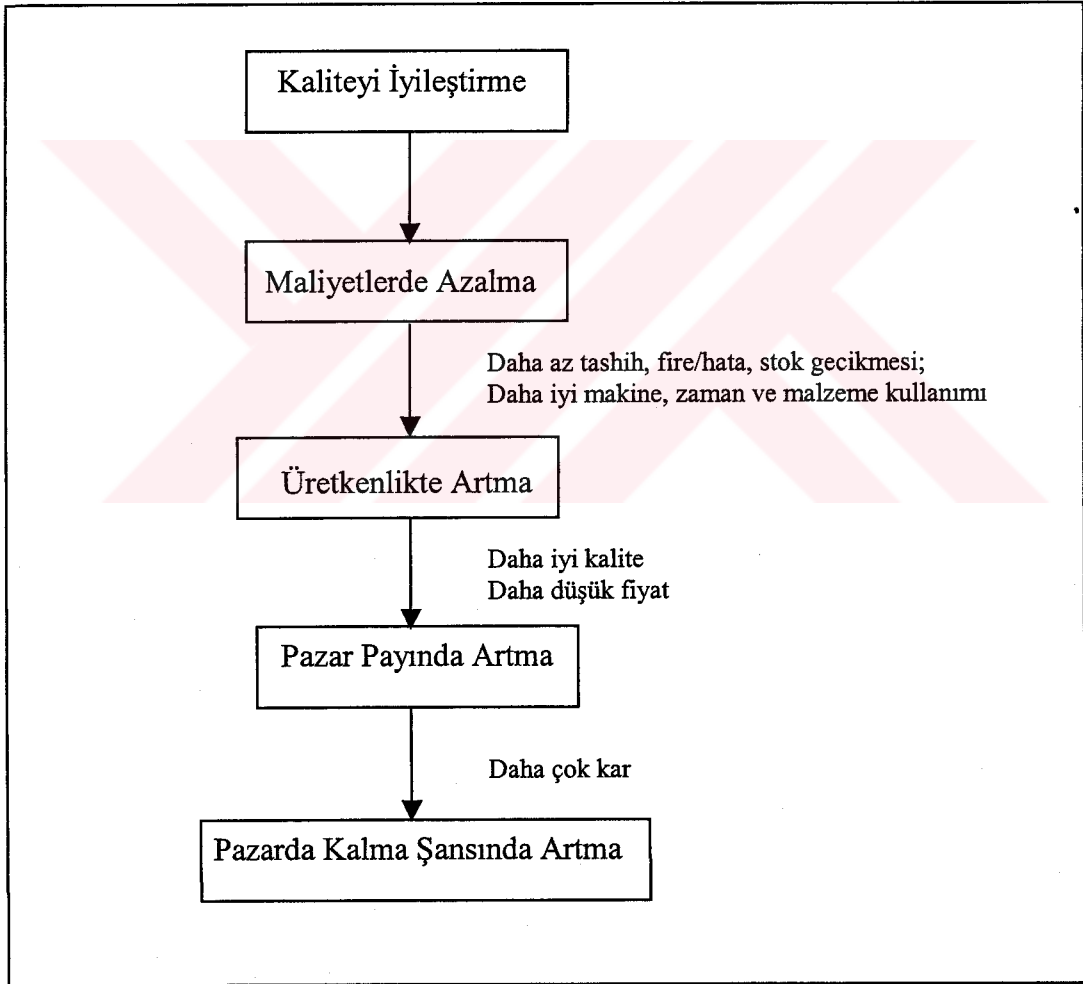 Kaliteyi İyileştirme
Maliyetlerde Azalma
Daha az tashih, fire/hata, stok gecikmesi;
Daha iyi makine, zaman ve malzeme kullanımı
Üretkenlikte Artma
Daha iyi kalite
Daha düşük fiyat
Pazar Payında Artma
Daha çok kar
Pazarda Kalma Şansında Artma